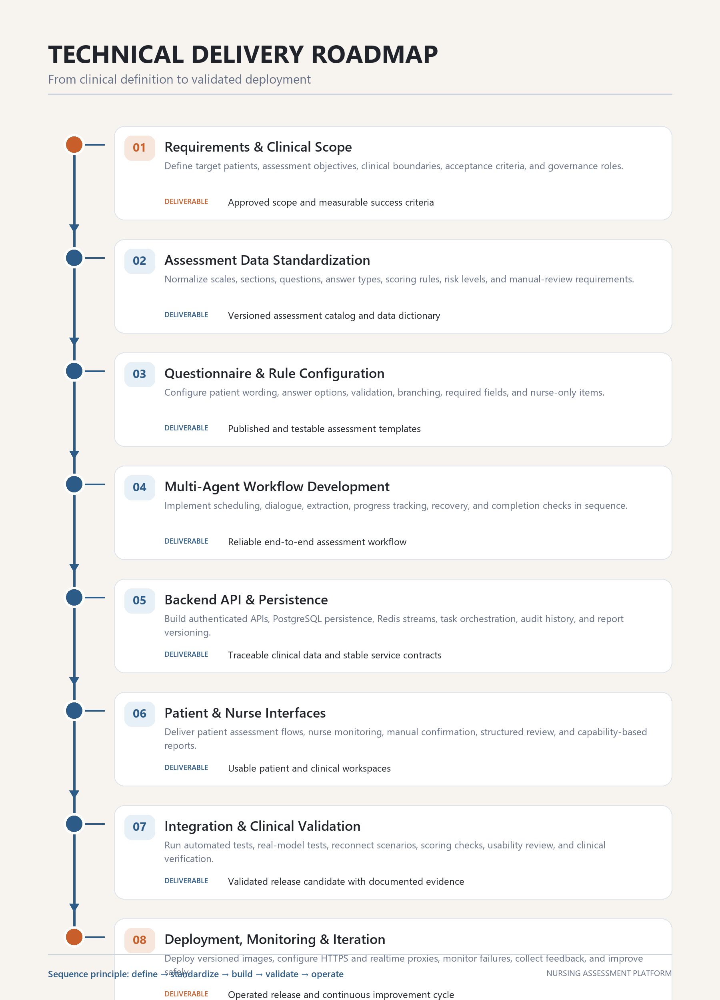 TECHNICAL DELIVERY ROADMAP
From clinical definition to validated deployment
01
Requirements & Clinical Scope
Define target patients, assessment objectives, clinical boundaries, acceptance criteria, and governance roles.
DELIVERABLE Approved scope and measurable success criteria
02
Assessment Data Standardization
Normalize scales, sections, questions, answer types, scoring rules, risk levels, and manual-review requirements.
DELIVERABLE Versioned assessment catalog and data dictionary
03
Questionnaire & Rule Configuration
Configure patient wording, answer options, validation, branching, required fields, and nurse-only items.
DELIVERABLE Published and testable assessment templates
04
Multi-Agent Workflow Development
Implement scheduling, dialogue, extraction, progress tracking, recovery, and completion checks in sequence.
DELIVERABLE Reliable end-to-end assessment workflow
05
Backend API & Persistence
Build authenticated APIs, PostgreSQL persistence, Redis streams, task orchestration, audit history, and report
versioning.
DELIVERABLE Traceable clinical data and stable service contracts
06
Patient & Nurse Interfaces
Deliver patient assessment flows, nurse monitoring, manual confirmation, structured review, and capability-based
reports.
DELIVERABLE Usable patient and clinical workspaces
07
Integration & Clinical Validation
Run automated tests, real-model tests, reconnect scenarios, scoring checks, usability review, and clinical
verification.
DELIVERABLE Validated release candidate with documented evidence
08
Deployment, Monitoring & Iteration
Deploy versioned images, configure HTTPS and realtime proxies, monitor failures, collect feedback, and improve
safely.
Sequence principle: define → standardize → build → validate → operate
NURSING ASSESSMENT PLATFORM
DELIVERABLE Operated release and continuous improvement cycle